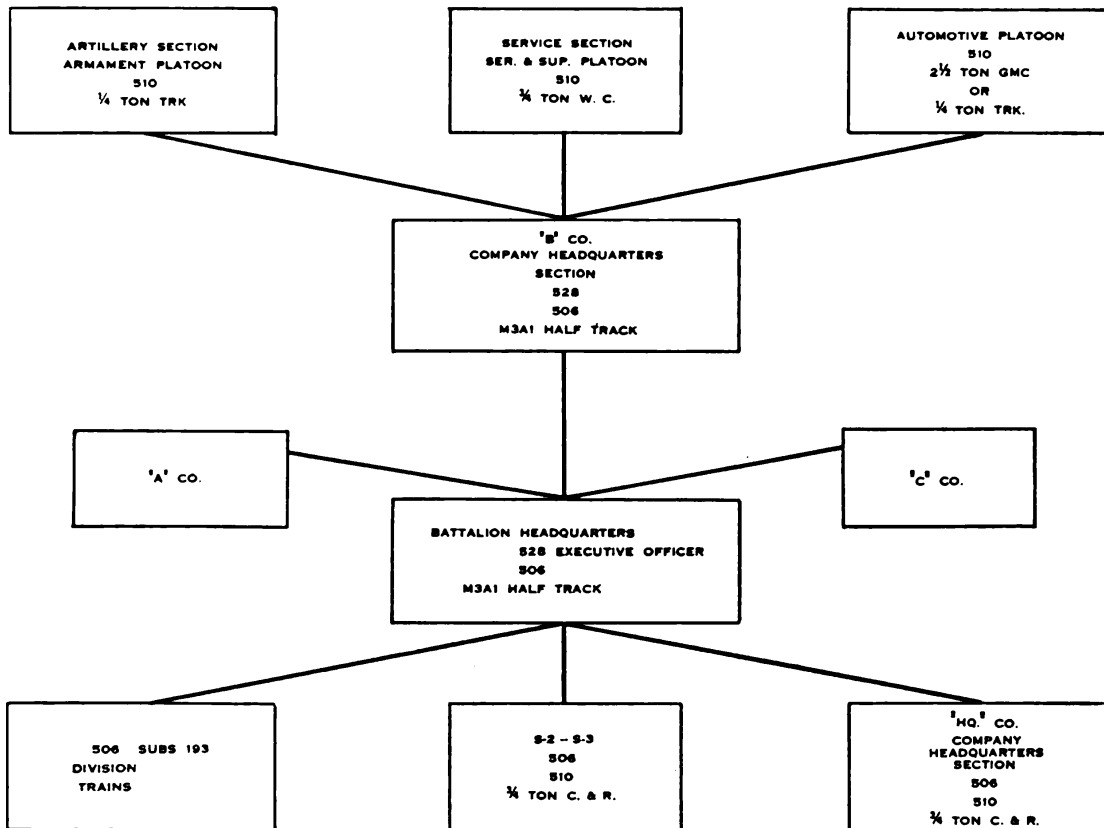 ARTILLERY SECTION
ARMAMENT PLATOON
510
¼ TON TRK
SERVICE SECTION
SER. & SUP. PLATOON
510
¾ TON W. C.
AUTOMOTIVE PLATOON
510
2½ TON GMC
OR
¼ TON TRK.
"B" CO.
COMPANY HEADQUARTERS
SECTION
528
506
M3A1 HALF TRACK
"A" CO.
"C" CO.
BATTALION HEADQUARTERS
528 EXECUTIVE OFFICER
506
M3A1 HALF TRACK
506 SUBS 193
DIVISION
TRAINS
S-2 – S-3
506
510
¾ TON C. & R.
"HQ." CO.
COMPANY
HEADQUARTERS
SECTION
506
510
¾ TON C. & R.